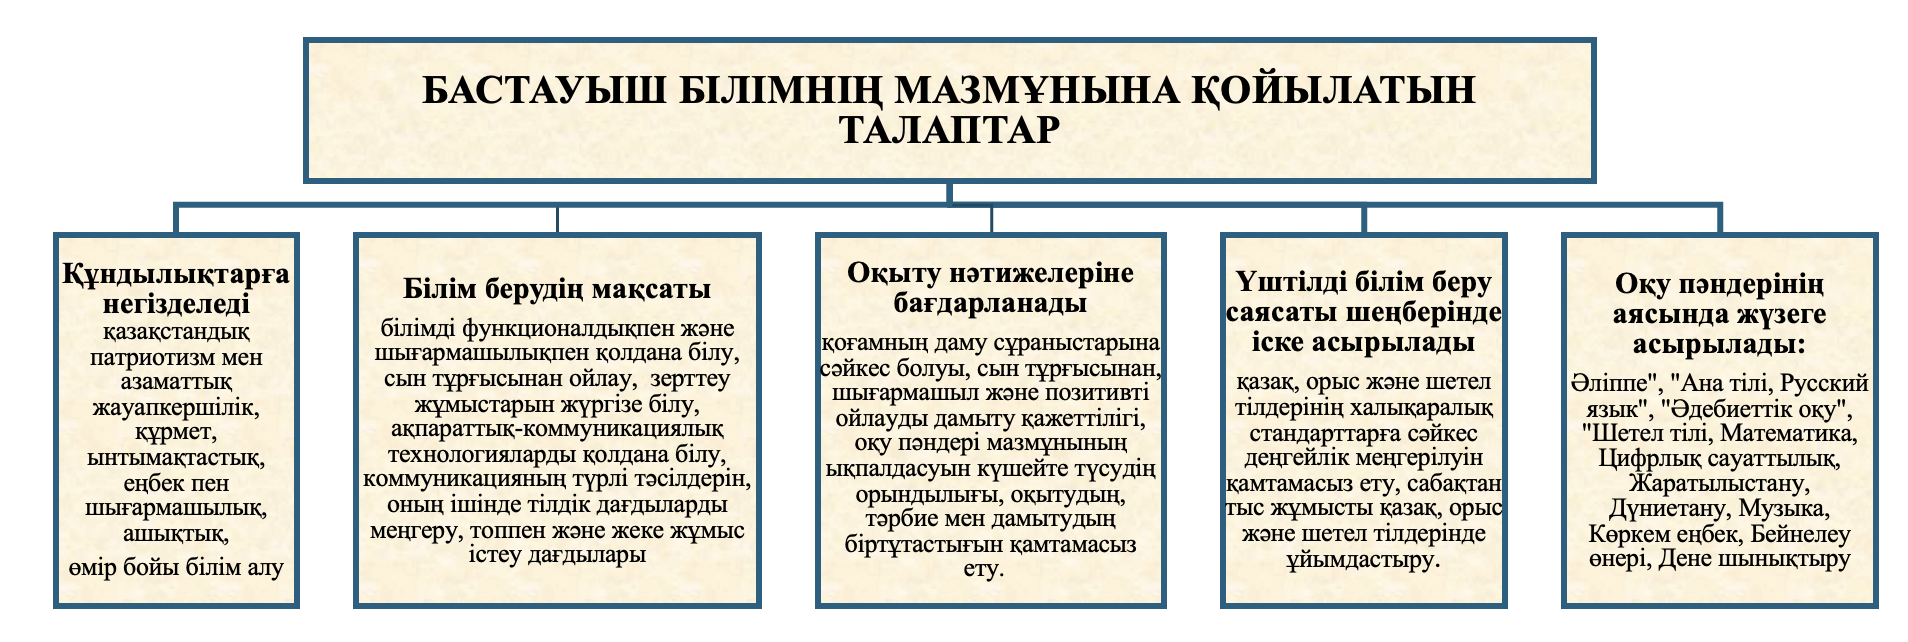 БАСТАУЫШ БІЛІМНІҢ МАЗМҰНЫНА ҚОЙЫЛАТЫН
ТАЛАПТАР
Құндылықтарға
негізделеді
қазақстандық
патриотизм мен
азаматтық
жауапкершілік,
құрмет,
ынтымақтастық,
еңбек пен
шығармашылық,
ашықтық,
өмір бойы білім алу
Білім берудің мақсаты
білімді функционалдықпен және
шығармашылықпен қолдана білу,
сын тұрғысынан ойлау, зерттеу
жұмыстарын жүргізе білу,
ақпараттық-коммуникациялық
технологияларды қолдана білу,
коммуникацияның түрлі тәсілдерін,
оның ішінде тілдік дағдыларды
меңгеру, топпен және жеке жұмыс
істеу дағдылары
Оқыту нәтижелеріне
бағдарланады
қоғамның даму сұраныстарына
сәйкес болуы, сын тұрғысынан,
шығармашыл және позитивті
ойлауды дамыту қажеттілігі,
оқу пәндері мазмұнының
ықпалдасуын күшейте түсудің
орындылығы, оқытудың,
тәрбие мен дамытудың
біртұтастығын қамтамасыз
ету.
Үштілді білім беру
саясаты шеңберінде
іске асырылады
қазақ, орыс және шетел
тілдерінің халықаралық
стандарттарға сәйкес
деңгейлік меңгерілуін
қамтамасыз ету, сабақтан
тыс жұмысты қазақ, орыс
және шетел тілдерінде
ұйымдастыру.
Оқу пәндерінің
аясында жүзеге
асырылады:
Әліппе", "Ана тілі, Русский
язык", "Әдебиеттік оқу",
"Шетел тілі, Математика,
Цифрлық сауаттылық,
Жаратылыстану,
Дүниетану, Музыка,
Көркем еңбек, Бейнелеу
өнері, Дене шынықтыру